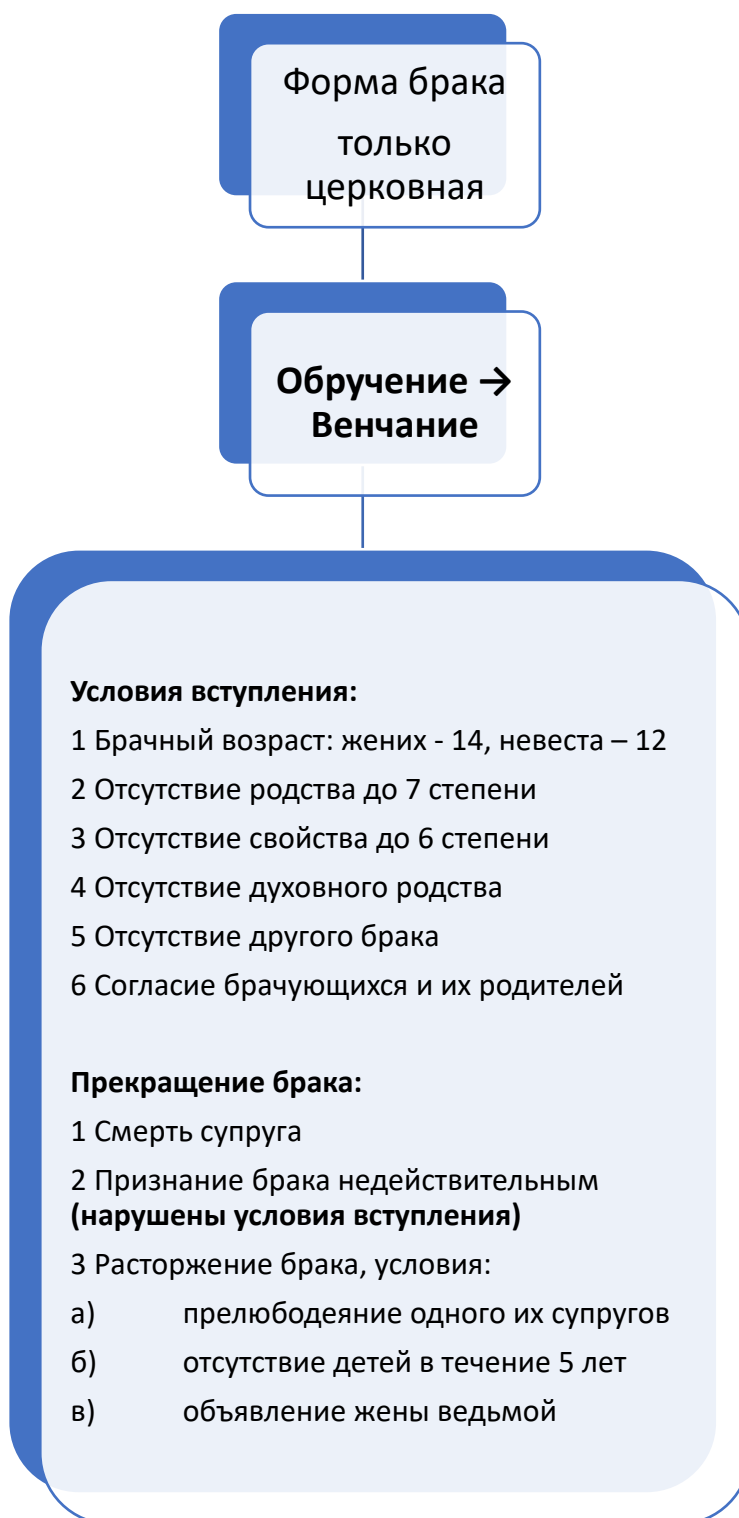 Форма брака
только
церковная
Обручение →
Венчание
Условия вступления:
1 Брачный возраст: жених - 14, невеста – 12
2 Отсутствие родства до 7 степени
3 Отсутствие свойства до 6 степени
4 Отсутствие духовного родства
5 Отсутствие другого брака
6 Согласие брачующихся и их родителей
Прекращение брака:
1 Смерть супруга
2 Признание брака недействительным
(нарушены условия вступления)
3 Расторжение брака, условия:
а) прелюбодеяние одного их супругов
б) отсутствие детей в течение 5 лет
в) объявление жены ведьмой